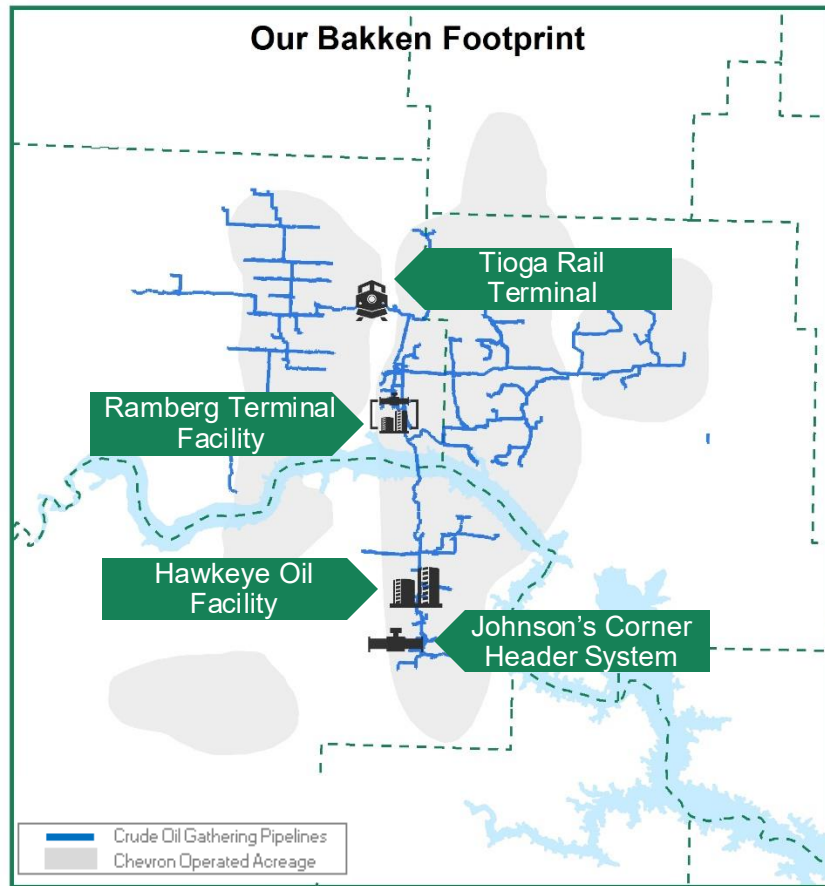 Our Bakken Footprint
Tioga Rail
Terminal
Ramberg Terminal
Facility
Hawkeye Oil
Facility
Johnson’s Corner
Header System
Crude Oil Gathering Pipelines
Chevron Operated Acreage